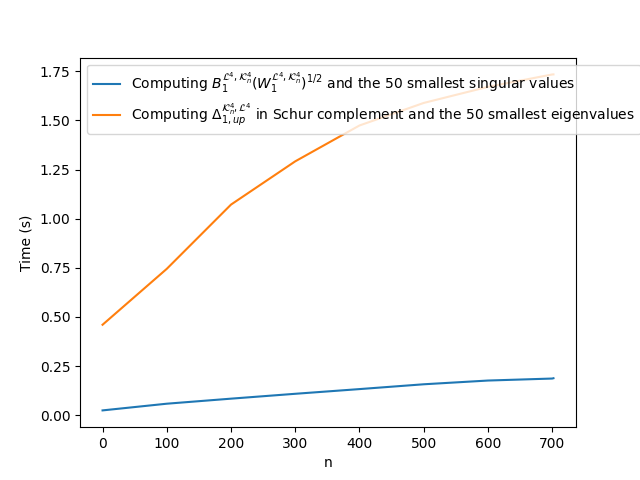 1.75
1.50
1.25
1.00
0.75
0.50
0.25
0.00
Time (s)
Computing $B_1^{\mathcal{L}^4,\mathcal{K}_n^4}(W_1^{\mathcal{L}^4,\mathcal{K}_n^4})^{1/2}$ and the 50 smallest singular values
Computing $\Delta_{1,up}^{\mathcal{K}_n^4,\mathcal{L}^4}$ in Schur complement and the 50 smallest eigenvalues
0 100 200 300 400 500 600 700
n